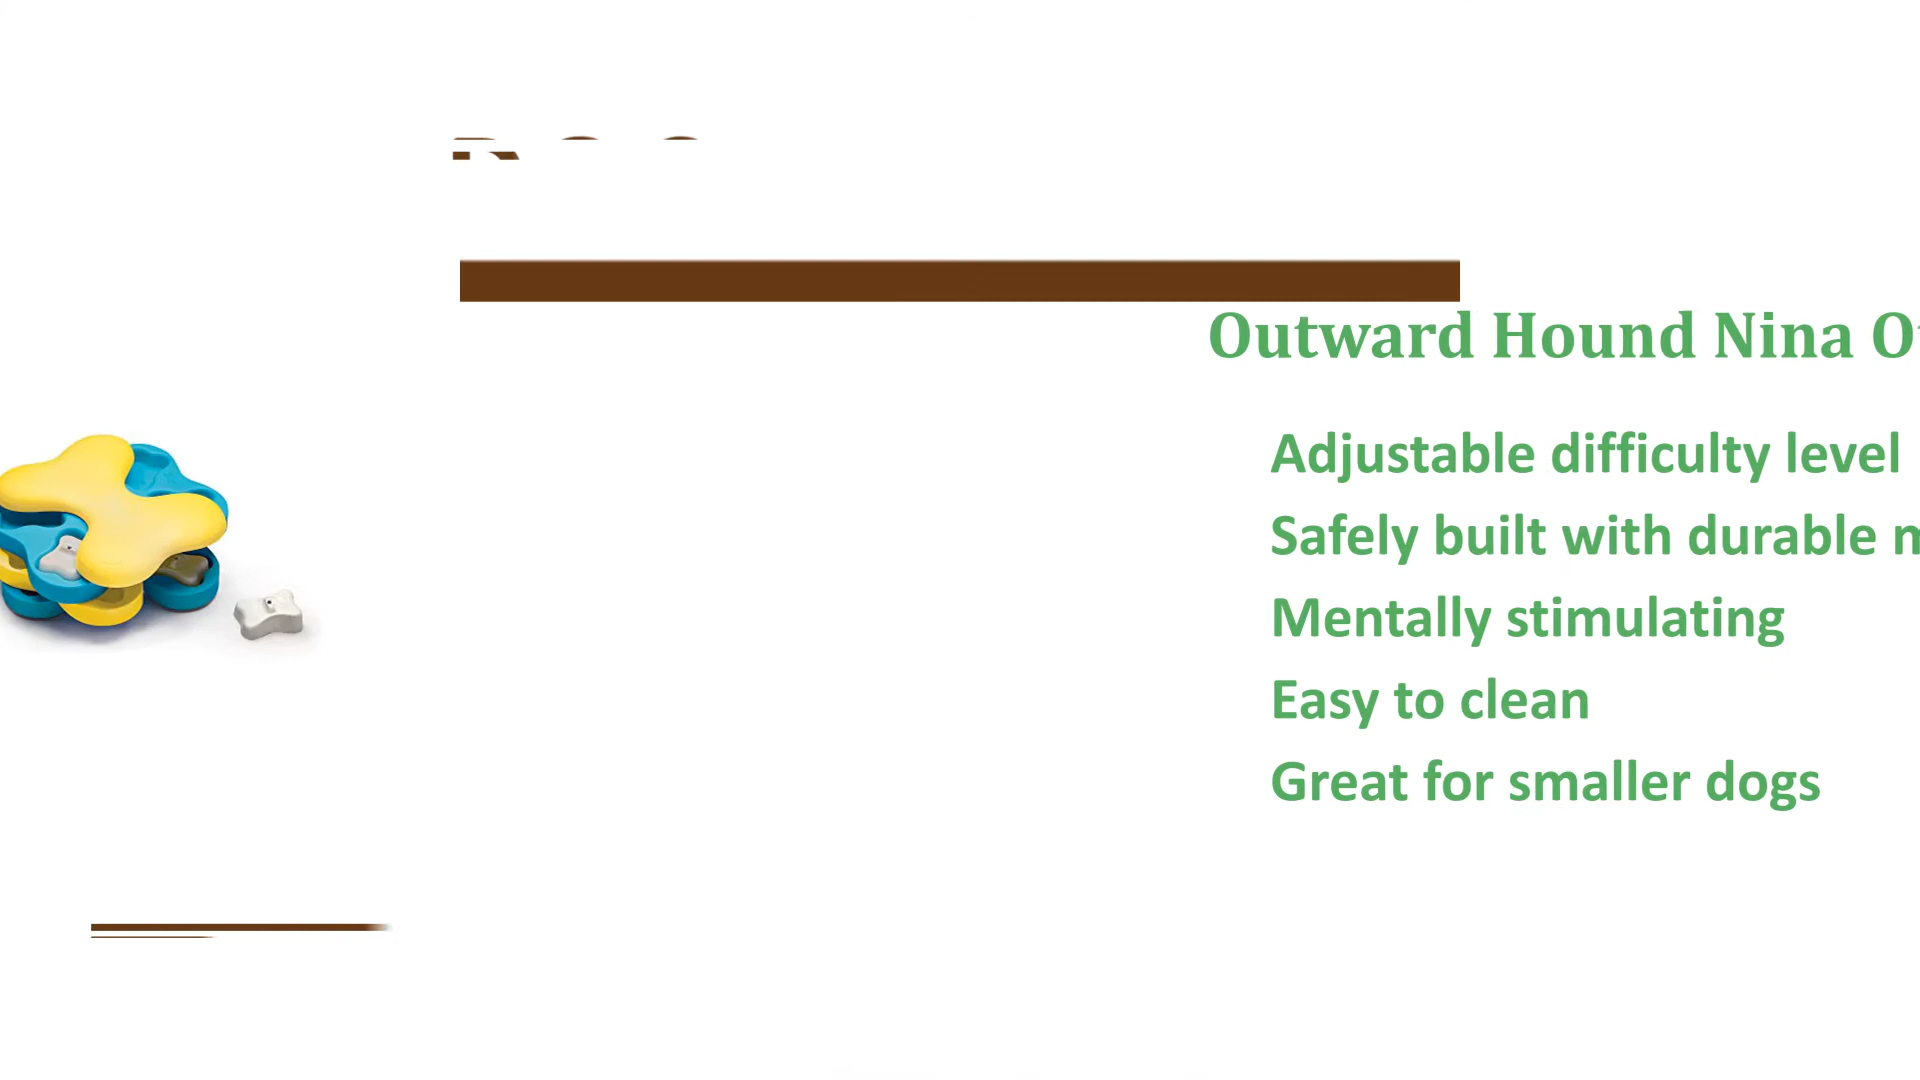 Outward Hound Nina
Adjustable difficulty level
Safely built with durable
Mentally stimulating
Easy to clean
Great for smaller dogs